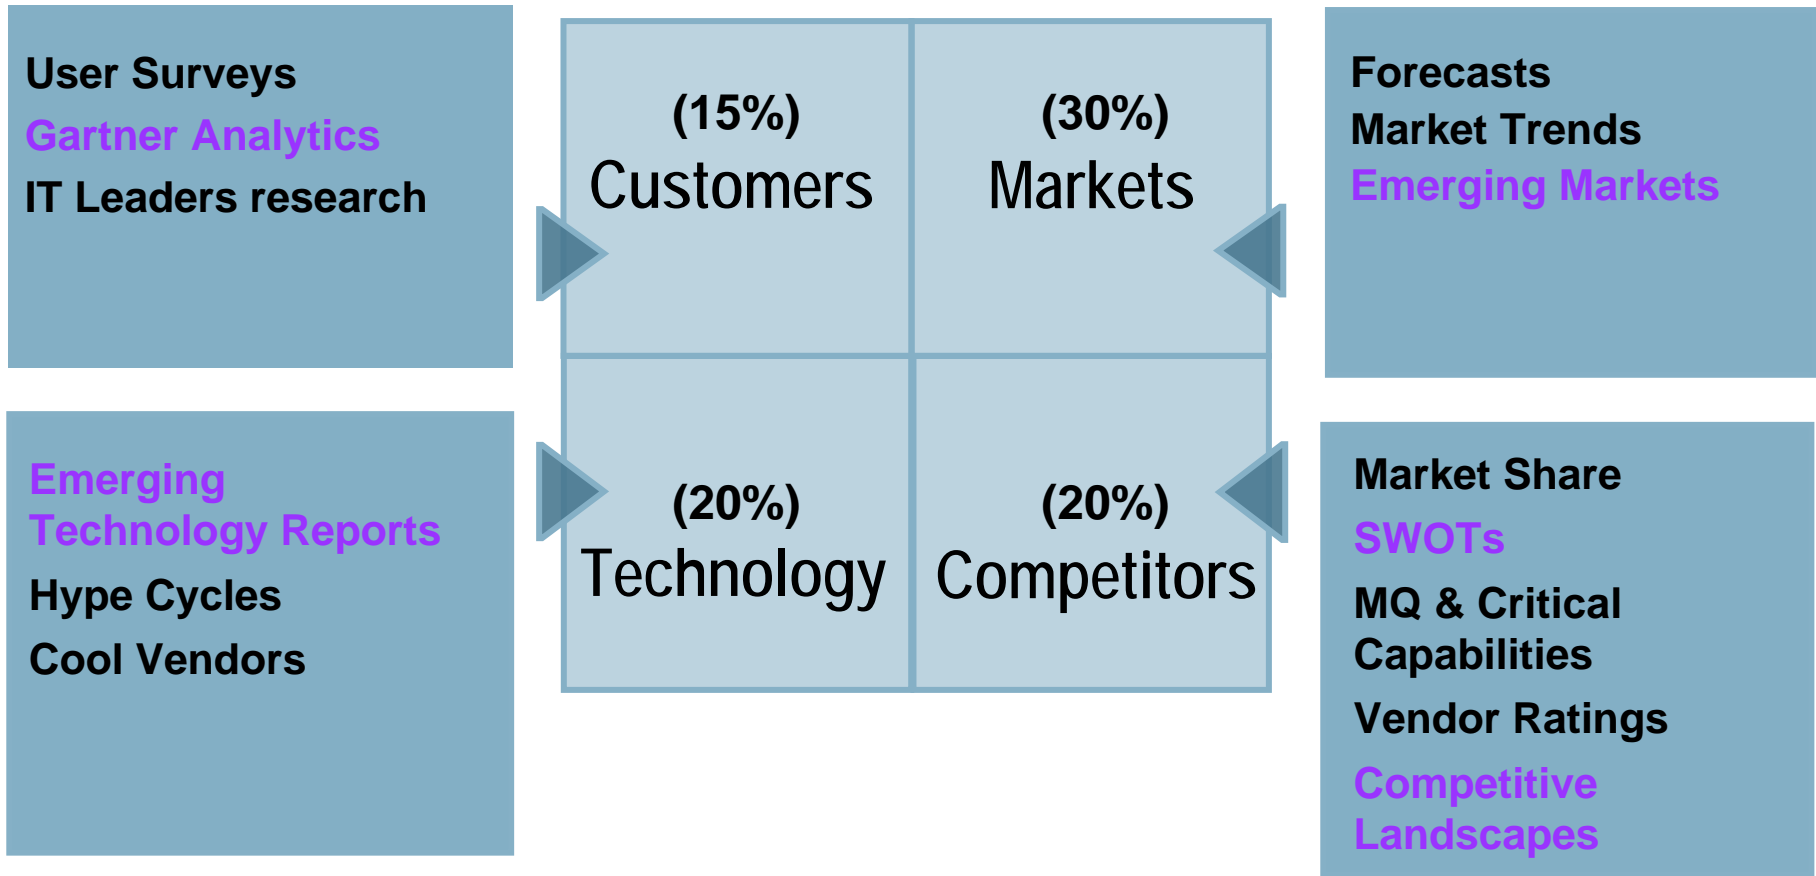 User Surveys
Gartner Analytics
IT Leaders research
(15%)
Customers
(30%)
Markets
Forecasts
Market Trends
Emerging Markets
Emerging
Technology Reports
Hype Cycles
Cool Vendors
(20%)
Technology
(20%)
Competitors
Market Share
SWOTs
MQ & Critical
Capabilities
Vendor Ratings
Competitive
Landscapes